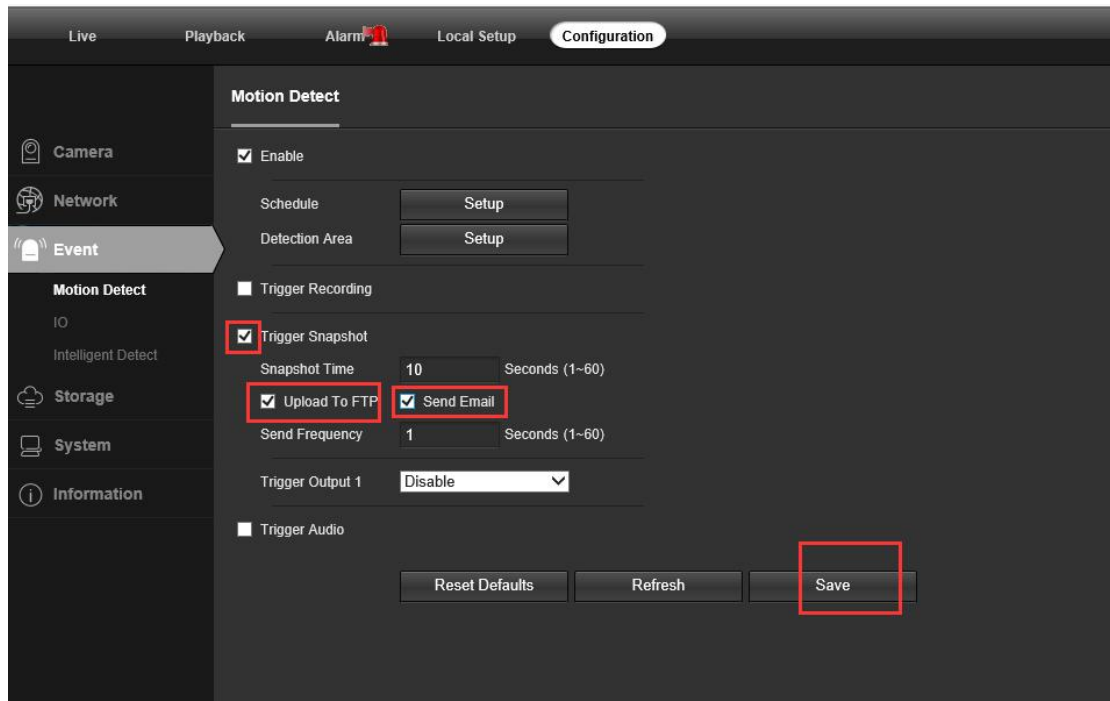 Live Playback Alarm Local Setup Configuration
Motion Detect
Camera
Network
Event
Motion Detect
IO
Intelligent Detect
Storage
System
Information
Enable
Schedule Setup
Detection Area Setup
Trigger Recording
Trigger Snapshot
Snapshot Time 10 Seconds (1~60)
Upload To FTP Send Email
Send Frequency 1 Seconds (1~60)
Trigger Output 1 Disable
Trigger Audio
Reset Defaults Refresh Save